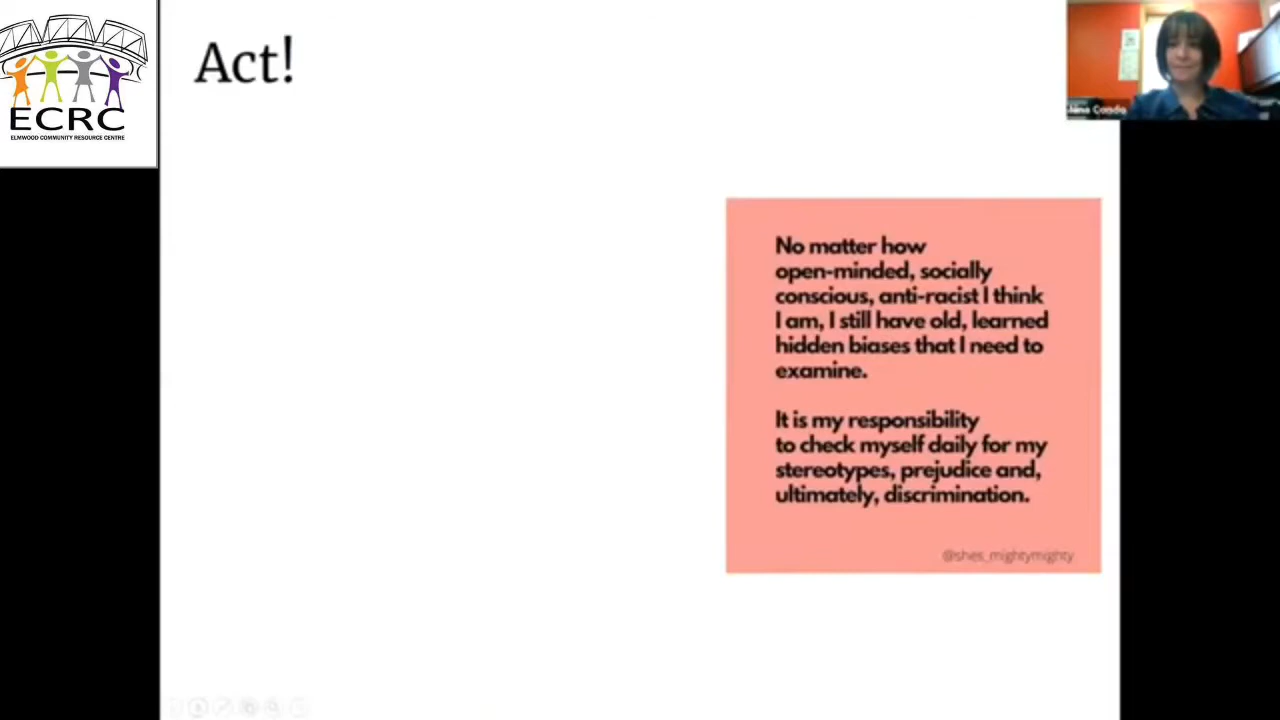 ECRC
ELMWOOD COMMUNITY RESOURCE CENTRE
Act!
No matter how
open-minded, socially
conscious, anti-racist I think
I am, I still have old, learned
hidden biases that I need to
examine.
It is my responsibility
to check myself daily for my
stereotypes, prejudice and,
ultimately, discrimination.
@shes_mightymighty